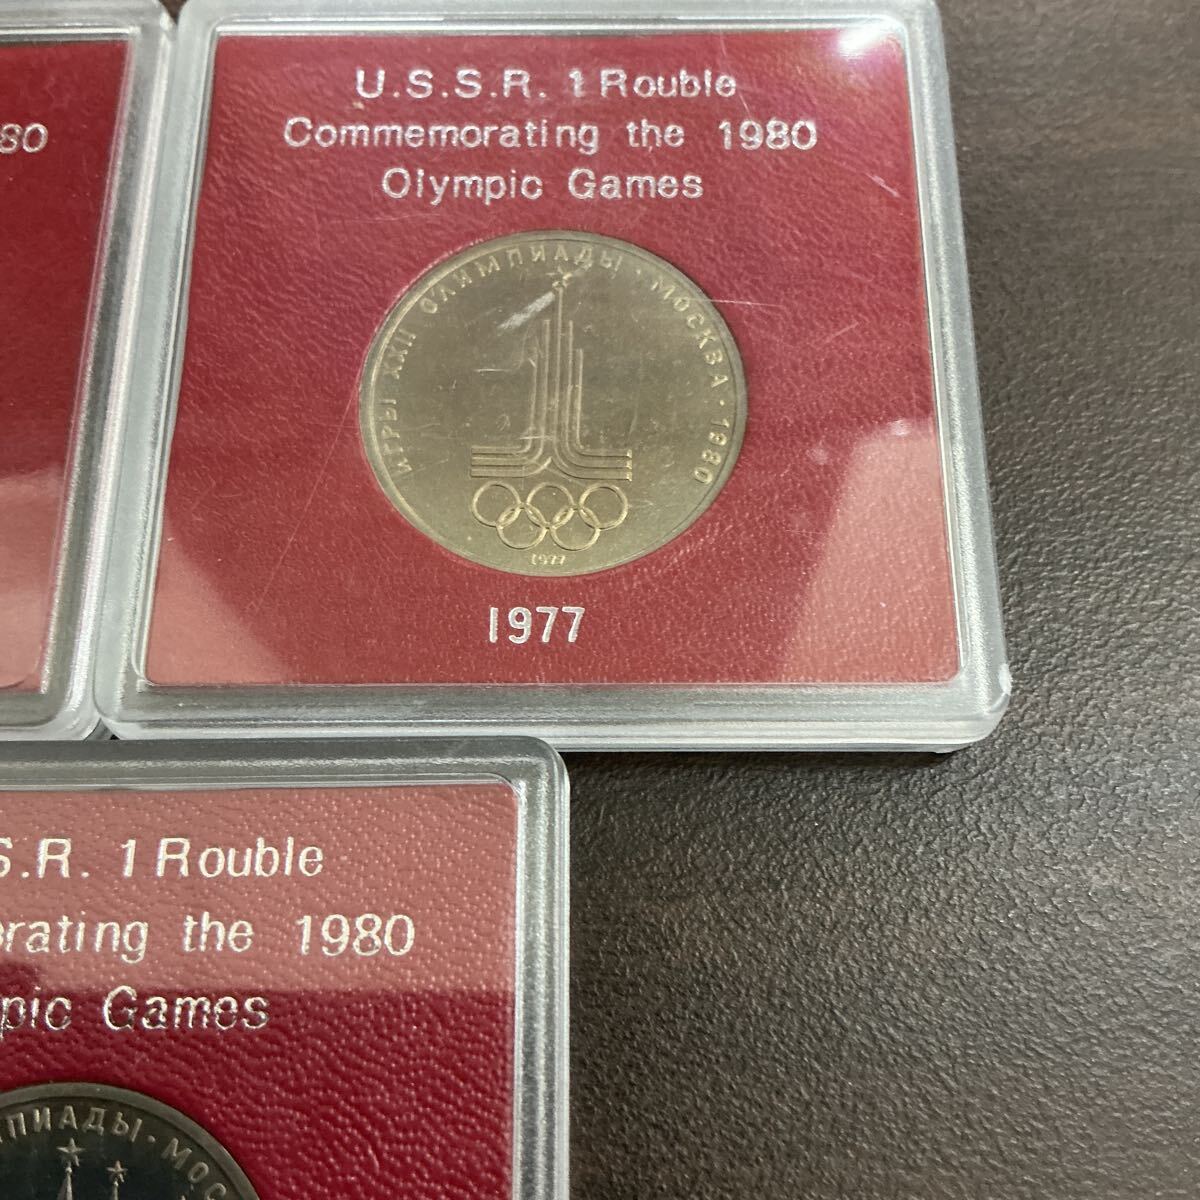 80
U.S.S.R. 1 Rouble
Commemorating the 1980
Olympic Games
ИГРЫ XXII ОЛИМПИАДЫ · МОСКВА · 1980
1977
1977
S.R. 1 Rouble
orating the 1980
pic Games
ПИАДЫ · МОС